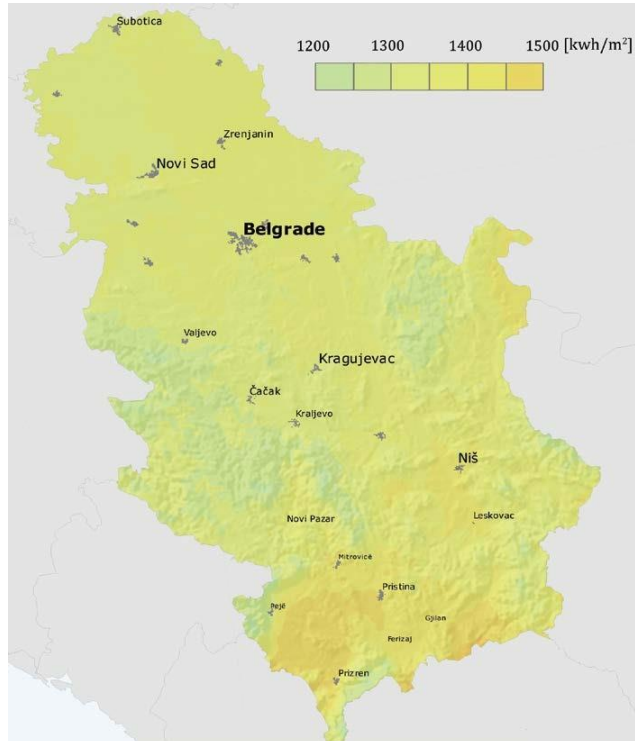 Subotica
1200 1300 1400 1500 [kwh/m²]
Zrenjanin
Novi Sad
Belgrade
Valjevo
Kragujevac
Čačak
Kraljevo
Niš
Novi Pazar
Leskovac
Mitrovicë
Pristina
Pejë
Gjilan
Ferizaj
Prizren